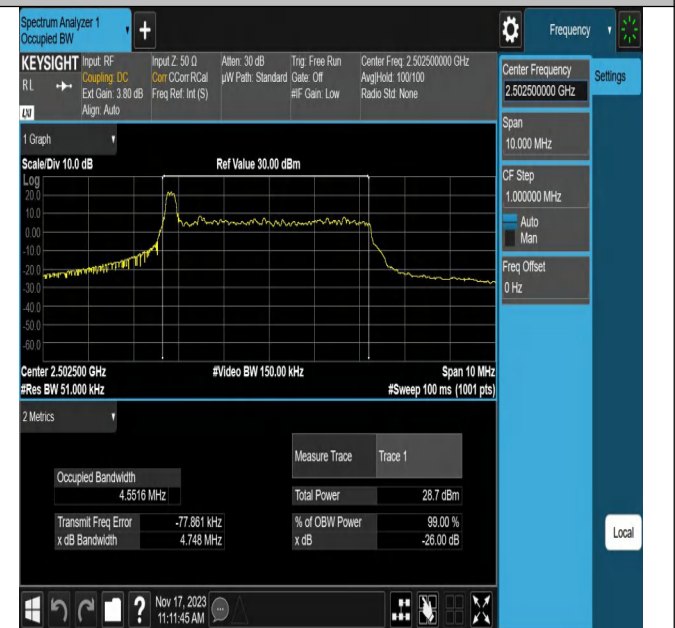 Spectrum Analyzer 1
Occupied BW
+
Frequency
KEYSIGHT
RL
LXI
Input: RF
Coupling: DC
Ext Gain: 3.80 dB
Align: Auto
Input Z: 50 Ω
Corr CCorr RCal
Freq Ref: Int (S)
Atten: 30 dB
µW Path: Standard
Trig: Free Run
Gate: Off
#IF Gain: Low
Center Freq: 2.502500000 GHz
Avg|Hold: 100/100
Radio Std: None
Center Frequency
2.502500000 GHz
Settings
Span
10.000 MHz
CF Step
1.000000 MHz
Auto
Man
Freq Offset
0 Hz
1 Graph
Scale/Div 10.0 dB
Ref Value 30.00 dBm
Log
20.0
10.0
0.00
-10.0
-20.0
-30.0
-40.0
-50.0
-60.0
Center 2.502500 GHz
#Video BW 150.00 kHz
Span 10 MHz
#Res BW 51.000 kHz
#Sweep 100 ms (1001 pts)
2 Metrics
Measure Trace
Trace 1
Occupied Bandwidth
4.5516 MHz
Total Power
28.7 dBm
Transmit Freq Error
-77.861 kHz
% of OBW Power
99.00 %
x dB Bandwidth
4.748 MHz
x dB
-26.00 dB
Local
?
Nov 17, 2023
11:11:45 AM